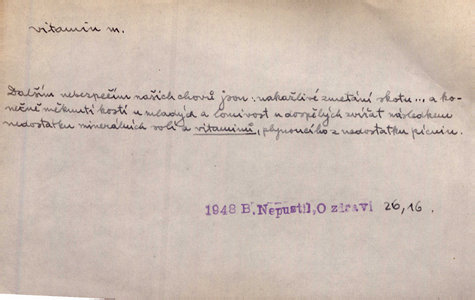 vitamin m.
Dalším nebezpečím našich chovů jsou: nakažlivé zmetání skotu... a ko-
nečně měknutí kostí u mladých a lomivost u dospělých zvířat následkem
nedostatku minerálních solí a vitaminů, plynoucího z nedostatku pícnin.
1948 B. Nepustil, O zdraví 26, 16.